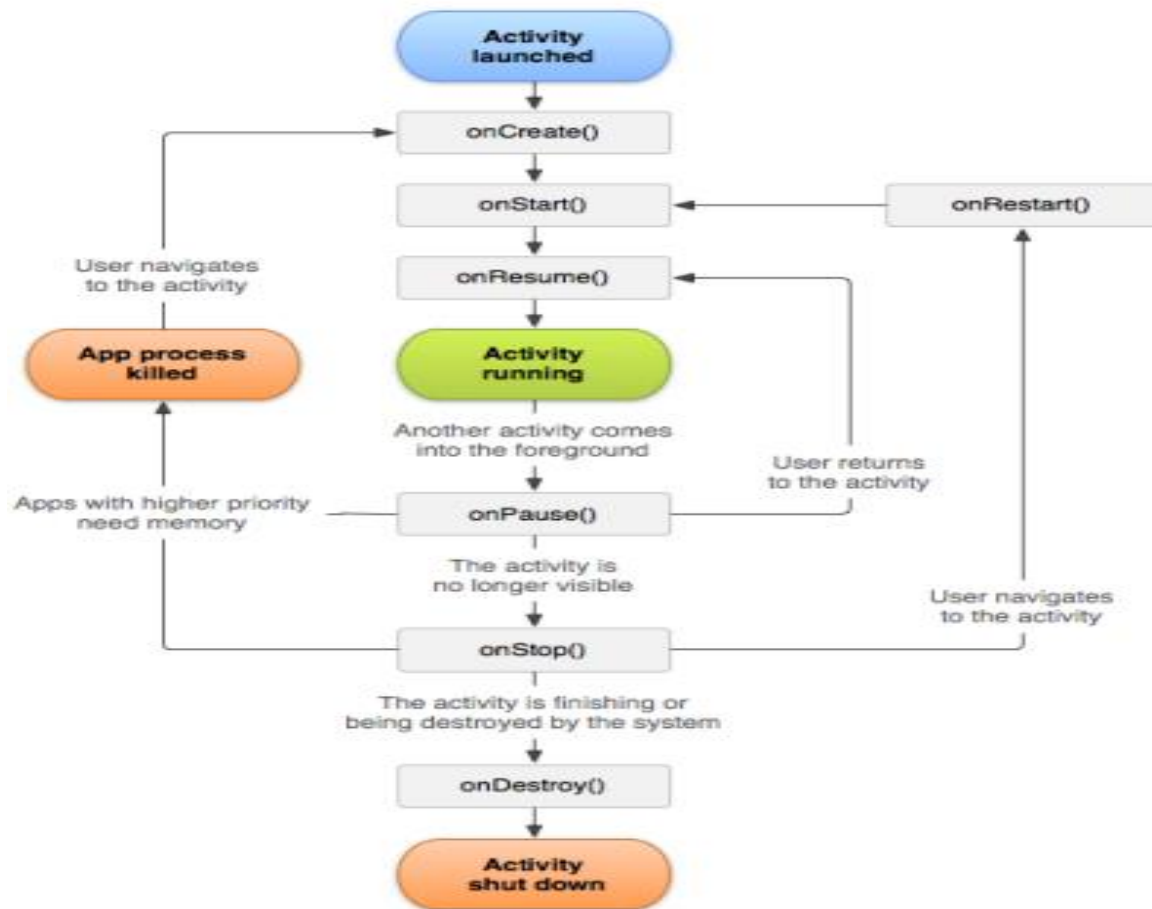 Activity
launched
onCreate()
onStart()
onRestart()
onResume()
User navigates
to the activity
App process
killed
Activity
running
Another activity comes
into the foreground
User returns
to the activity
Apps with higher priority
need memory
onPause()
The activity is
no longer visible
User navigates
to the activity
onStop()
The activity is finishing or
being destroyed by the system
onDestroy()
Activity
shut down